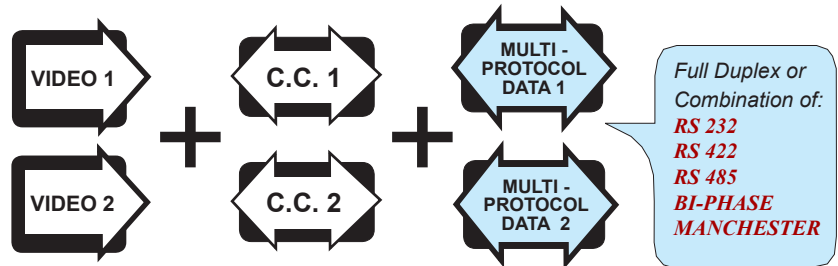 VIDEO 1
VIDEO 2
C.C. 1
C.C. 2
MULTI -
PROTOCOL
DATA 1
MULTI -
PROTOCOL
DATA 2
Full Duplex or
Combination of:
RS 232
RS 422
RS 485
BI-PHASE
MANCHESTER